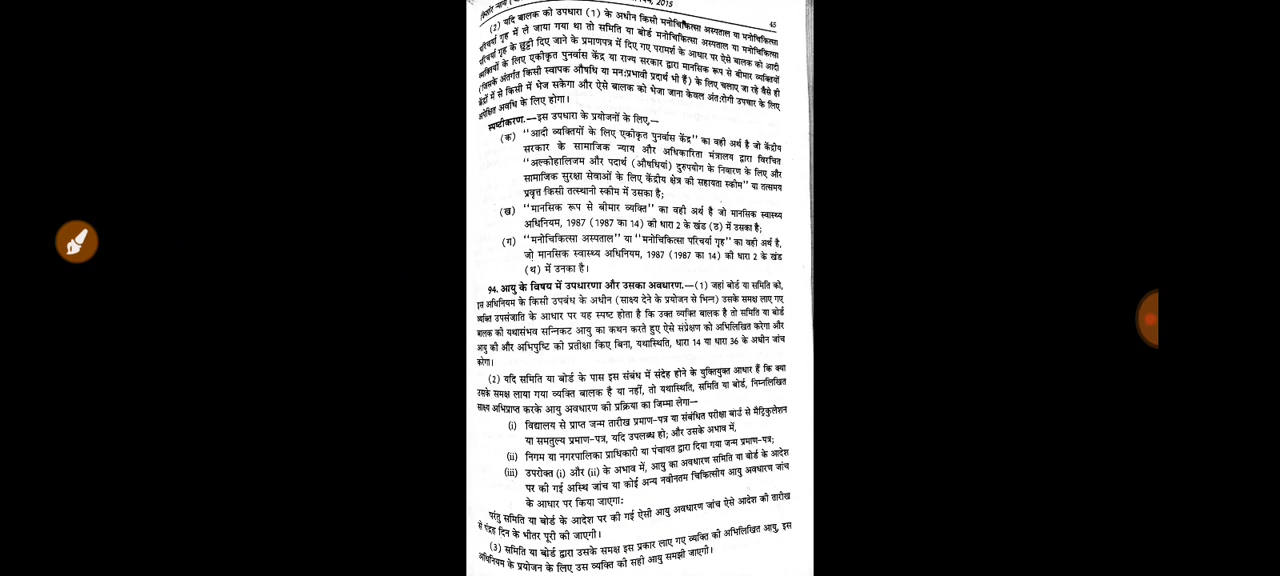 किशोर न्याय 2015
45
(2) यदि बालक को उपधारा (1) के अधीन किसी मनोचिकित्सा अस्पताल या मनोचिकित्सा
परिचर्या गृह में ले जाया गया था तो समिति या बोर्ड मनोचिकित्सा अस्पताल या मनोचिकित्सा
परिचर्या गृह के छुट्टी दिए जाने के प्रमाणपत्र में दिए गए परामर्श के आधार पर ऐसे बालक को आदी
व्यक्तियों के लिए एकीकृत पुनर्वास केंद्र या राज्य सरकार द्वारा मानसिक रूप से बीमार व्यक्तियों
(जिसके अंतर्गत किसी स्वापक औषधि या मन:प्रभावी प्रदार्थ भी हैं) के लिए चलाए जा रहे वैसे ही
केंद्रों में से किसी में भेज सकेगा और ऐसे बालक को भेजा जाना केवल अंत:रोगी उपचार के लिए
अपेक्षित अवधि के लिए होगा।
स्पष्टीकरण.—इस उपधारा के प्रयोजनों के लिए,—
(क) "आदी व्यक्तियों के लिए एकीकृत पुनर्वास केंद्र" का वही अर्थ है जो केंद्रीय
सरकार के सामाजिक न्याय और अधिकारिता मंत्रालय द्वारा विरचित
"अल्कोहालिजम और पदार्थ (औषधियां) दुरुपयोग के निवारण के लिए और
सामाजिक सुरक्षा सेवाओं के लिए केंद्रीय क्षेत्र की सहायता स्कीम" या तत्समय
प्रवृत्त किसी तत्स्थानी स्कीम में उसका है;
(ख) "मानसिक रूप से बीमार व्यक्ति" का वही अर्थ है जो मानसिक स्वास्थ्य
अधिनियम, 1987 (1987 का 14) की धारा 2 के खंड (ठ) में उसका है;
(ग) "मनोचिकित्सा अस्पताल" या "मनोचिकित्सा परिचर्या गृह" का वही अर्थ है,
जो मानसिक स्वास्थ्य अधिनियम, 1987 (1987 का 14) की धारा 2 के खंड
(थ) में उनका है।
94. आयु के विषय में उपधारणा और उसका अवधारण.—(1) जहां बोर्ड या समिति को,
इस अधिनियम के किसी उपबंध के अधीन (साक्ष्य देने के प्रयोजन से भिन्न) उसके समक्ष लाए गए
व्यक्ति उपसंजाति के आधार पर यह स्पष्ट होता है कि उक्त व्यक्ति बालक है तो समिति या बोर्ड
बालक की यथासंभव सन्निकट आयु का कथन करते हुए ऐसे संप्रेक्षण को अभिलिखित करेगा और
आयु की और अभिपुष्टि को प्रतीक्षा किए बिना, यथास्थिति, धारा 14 या धारा 36 के अधीन जांच
करेगा।
(2) यदि समिति या बोर्ड के पास इस संबंध में संदेह होने के युक्तियुक्त आधार हैं कि क्या
उसके समक्ष लाया गया व्यक्ति बालक है या नहीं, तो यथास्थिति, समिति या बोर्ड, निम्नलिखित
साक्ष्य अभिप्राप्त करके आयु अवधारण की प्रक्रिया का जिम्मा लेगा—
(i) विद्यालय से प्राप्त जन्म तारीख प्रमाण-पत्र या संबंधित परीक्षा बोर्ड से मैट्रिकुलेशन
या समतुल्य प्रमाण-पत्र, यदि उपलब्ध हो; और उसके अभाव में,
(ii) निगम या नगरपालिका प्राधिकारी या पंचायत द्वारा दिया गया जन्म प्रमाण-पत्र;
(iii) उपरोक्त (i) और (ii) के अभाव में, आयु का अवधारण समिति या बोर्ड के आदेश
पर की गई अस्थि जांच या कोई अन्य नवीनतम चिकित्सीय आयु अवधारण जांच
के आधार पर किया जाएगा:
परंतु समिति या बोर्ड के आदेश पर की गई ऐसी आयु अवधारण जांच ऐसे आदेश की तारीख
से पंद्रह दिन के भीतर पूरी की जाएगी।
(3) समिति या बोर्ड द्वारा उसके समक्ष इस प्रकार लाए गए व्यक्ति की अभिलिखित आयु, इस
अधिनियम के प्रयोजन के लिए उस व्यक्ति की सही आयु समझी जाएगी।